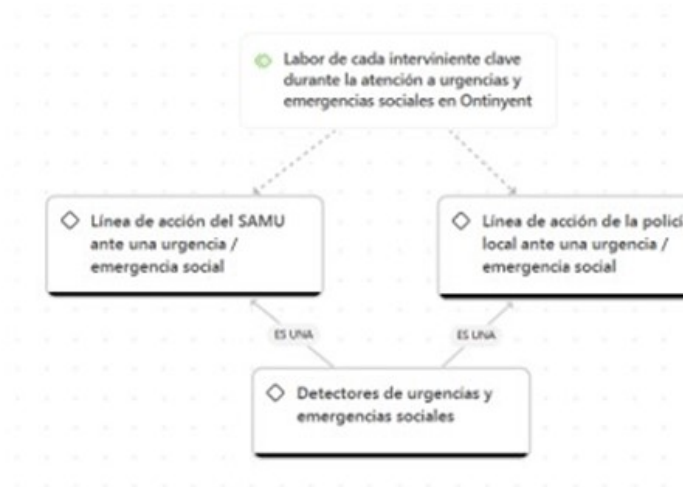 Labor de cada interviniente clave
durante la atención a urgencias y
emergencias sociales en Ontinyent
Línea de acción del SAMU
ante una urgencia /
emergencia social
Línea de acción de la polici
local ante una urgencia /
emergencia social
ES UNA
ES UNA
Detectores de urgencias y
emergencias sociales